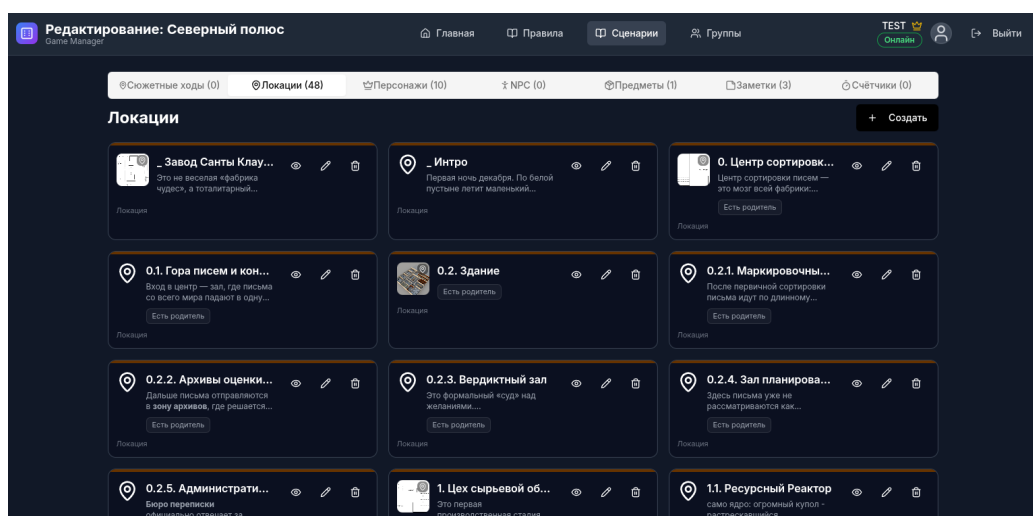 Редактирование: Северный полюс
Game Manager
Главная
Правила
Сценарии
Группы
TEST
Онлайн
Выйти
Сюжетные ходы (0)
Локации (48)
Персонажи (10)
NPC (0)
Предметы (1)
Заметки (3)
Счётчики (0)
Локации
+ Создать
_ Завод Санты Клау...
Это не веселая «фабрика
чудес», а тоталитарный...
Локация
_ Интро
Первая ночь декабря. По белой
пустыне летит маленький...
Локация
0. Центр сортировк...
Центр сортировки писем —
это мозг всей фабрики:...
Есть родитель
Локация
0.1. Гора писем и кон...
Вход в центр — зал, где письма
со всего мира падают в одну...
Есть родитель
Локация
0.2. Здание
Есть родитель
Локация
0.2.1. Маркировочны...
После первичной сортировки
письма идут по длинному...
Есть родитель
Локация
0.2.2. Архивы оценки...
Дальше письма отправляются
в зону архивов, где решается...
Есть родитель
Локация
0.2.3. Вердиктный зал
Это формальный «суд» над
желаниями....
Есть родитель
Локация
0.2.4. Зал планирова...
Здесь письма уже не
рассматриваются как...
Есть родитель
Локация
0.2.5. Администрати...
Бюро переписки
официально отвечает за
1. Цех сырьевой об...
Это первая
производственная стадия
1.1. Ресурсный Реактор
само ядро: огромный купол -
растрескавшийся